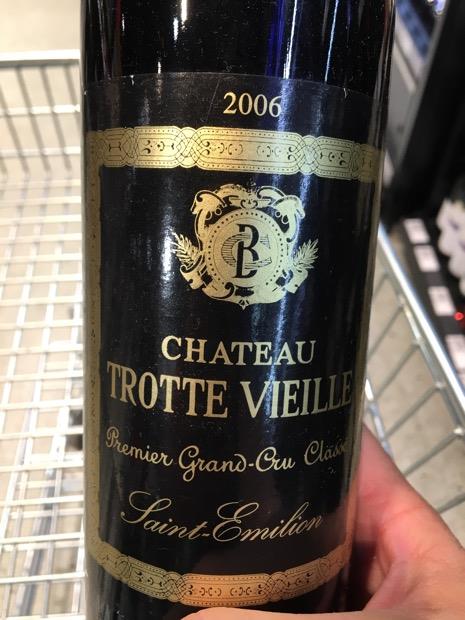 2006
CHATEAU
TROTTE VIEILLE
Premier Grand-Cru Classé
Saint-Emilion